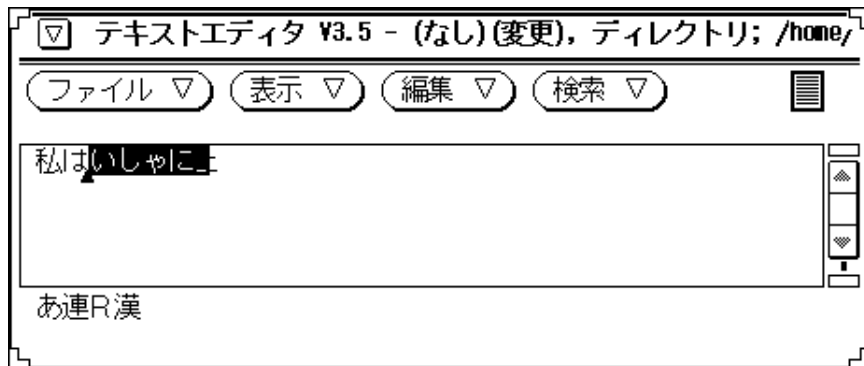 テキストエディタ V3.5 - (なし)(変更), ディレクトリ; /home/
ファイル ▽ 表示 ▽ 編集 ▽ 検索 ▽
私はいしゃに
あ連R漢